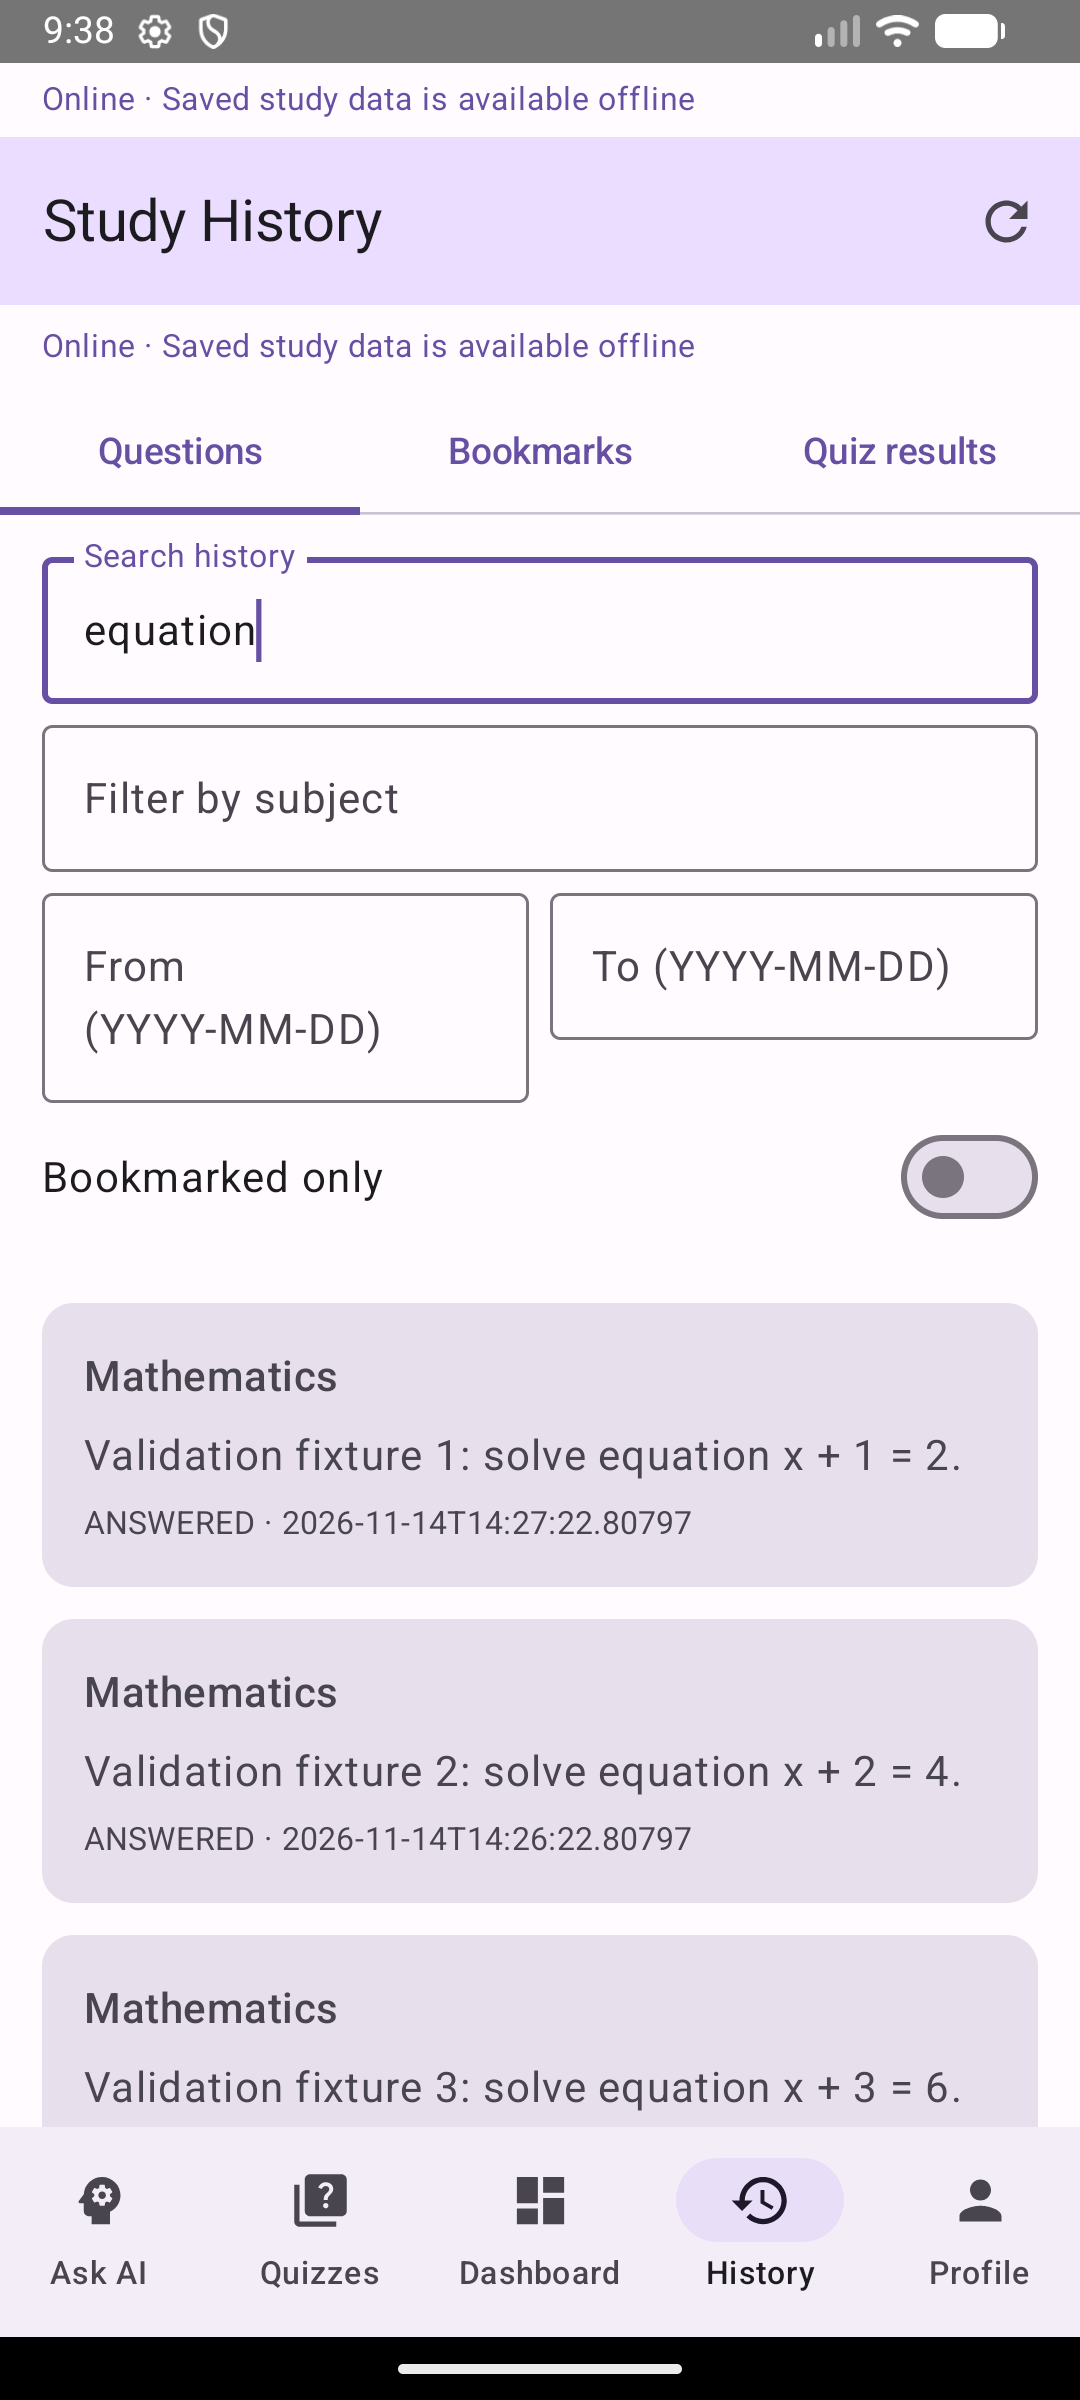 9:38
Online · Saved study data is available offline
Study History
Online · Saved study data is available offline
Questions
Bookmarks
Quiz results
Search history
equation
Filter by subject
From
(YYYY-MM-DD)
To (YYYY-MM-DD)
Bookmarked only
Mathematics
Validation fixture 1: solve equation x + 1 = 2.
ANSWERED · 2026-11-14T14:27:22.80797
Mathematics
Validation fixture 2: solve equation x + 2 = 4.
ANSWERED · 2026-11-14T14:26:22.80797
Mathematics
Validation fixture 3: solve equation x + 3 = 6.
Ask AI
Quizzes
Dashboard
History
Profile